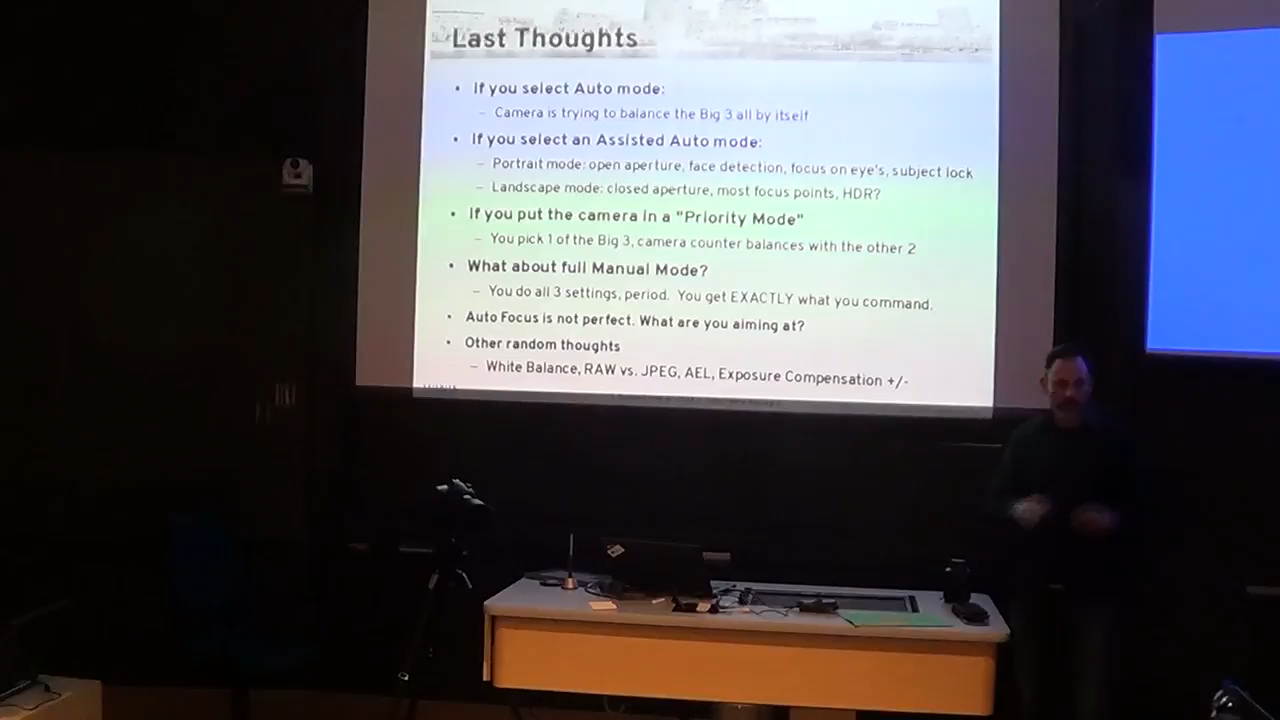 Last Thoughts
• If you select Auto mode:
– Camera is trying to balance the Big 3 all by itself
• If you select an Assisted Auto mode:
– Portrait mode: open aperture, face detection, focus on eye's, subject lock
– Landscape mode: closed aperture, most focus points, HDR?
• If you put the camera in a "Priority Mode"
– You pick 1 of the Big 3, camera counter balances with the other 2
• What about full Manual Mode?
– You do all 3 settings, period. You get EXACTLY what you command.
• Auto Focus is not perfect. What are you aiming at?
• Other random thoughts
– White Balance, RAW vs. JPEG, AEL, Exposure Compensation +/-